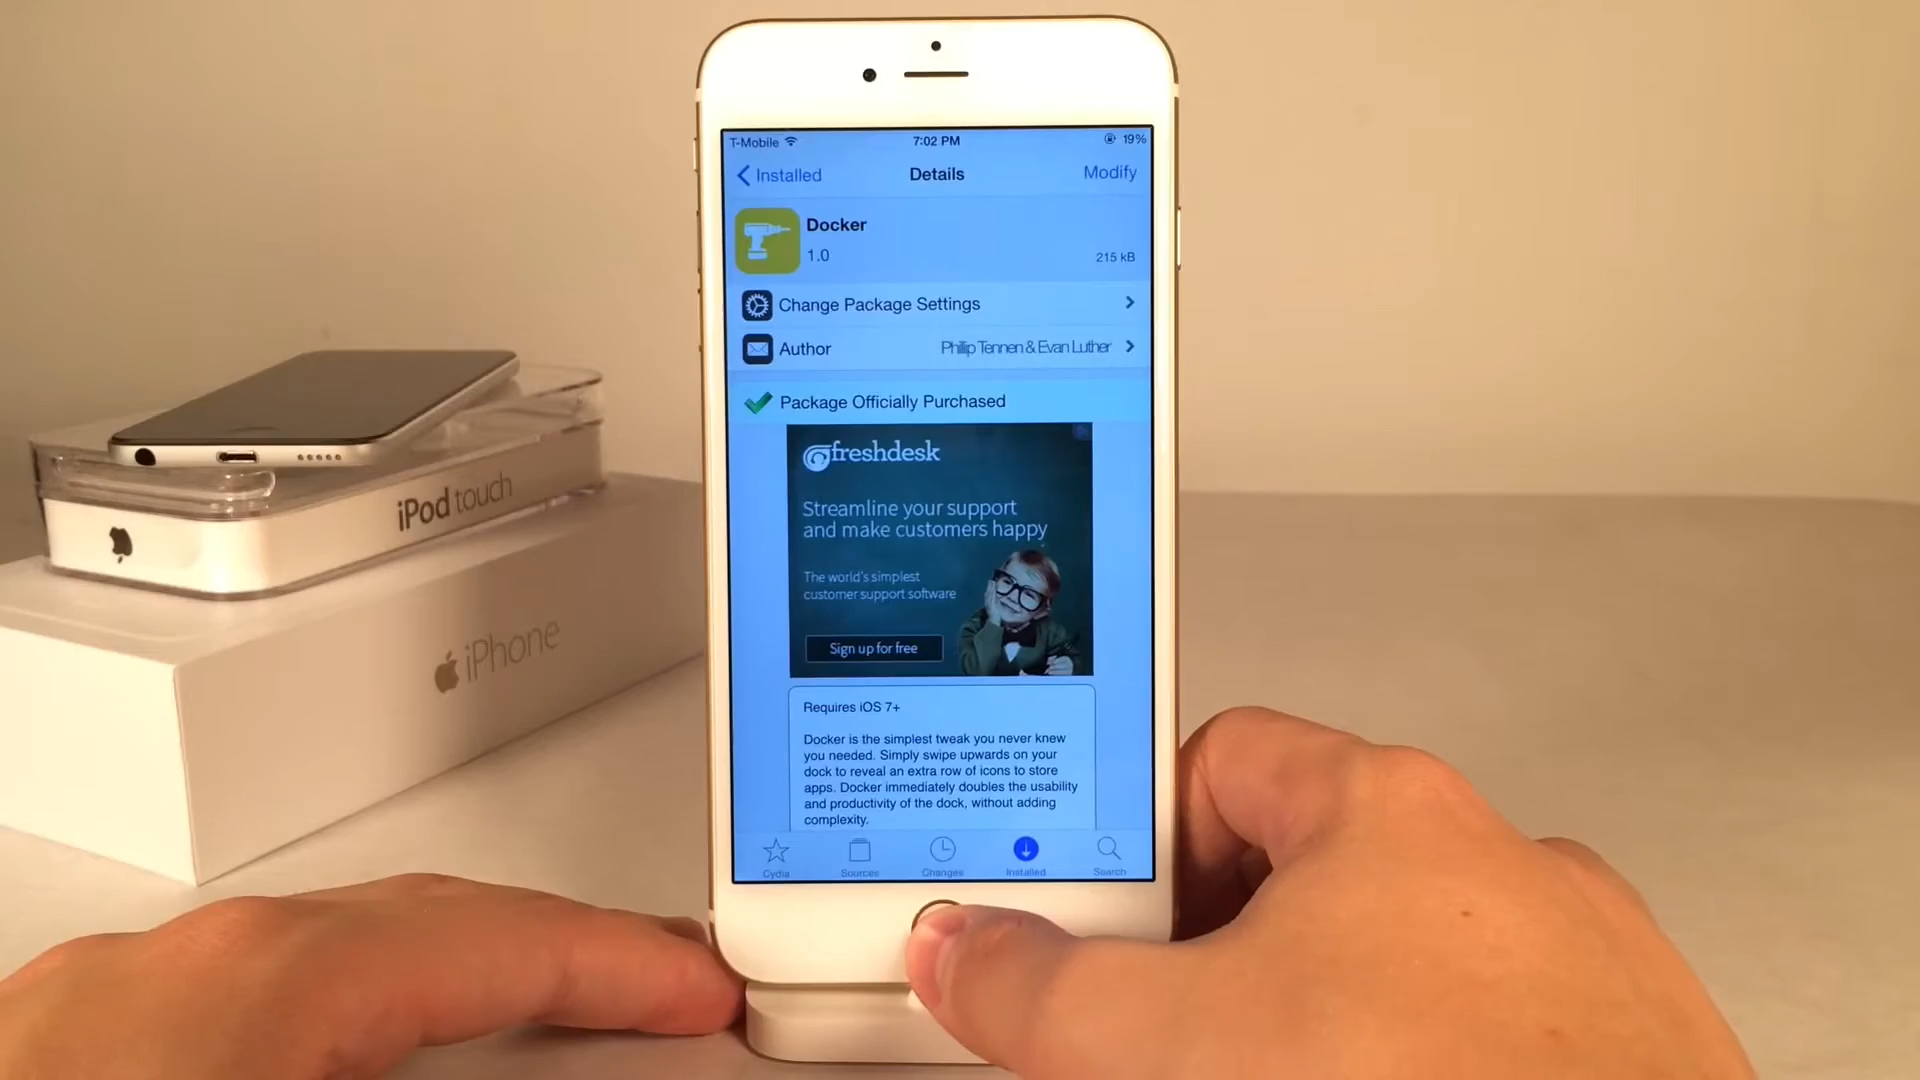 T-Mobile 7:02 PM 19%
Installed Details Modify
Docker
1.0
215 kB
Change Package Settings
Author Phillip Tennen & Evan Luther
Package Officially Purchased
freshdesk
Streamline your support
and make customers happy
The world's simplest
customer support software
Sign up for free
Requires iOS 7+
Docker is the simplest tweak you never knew
you needed. Simply swipe upwards on your
dock to reveal an extra row of icons to store
apps. Docker immediately doubles the usability
and productivity of the dock, without adding
complexity.
Cydia Sources Changes Installed Search
iPod touch
iPhone